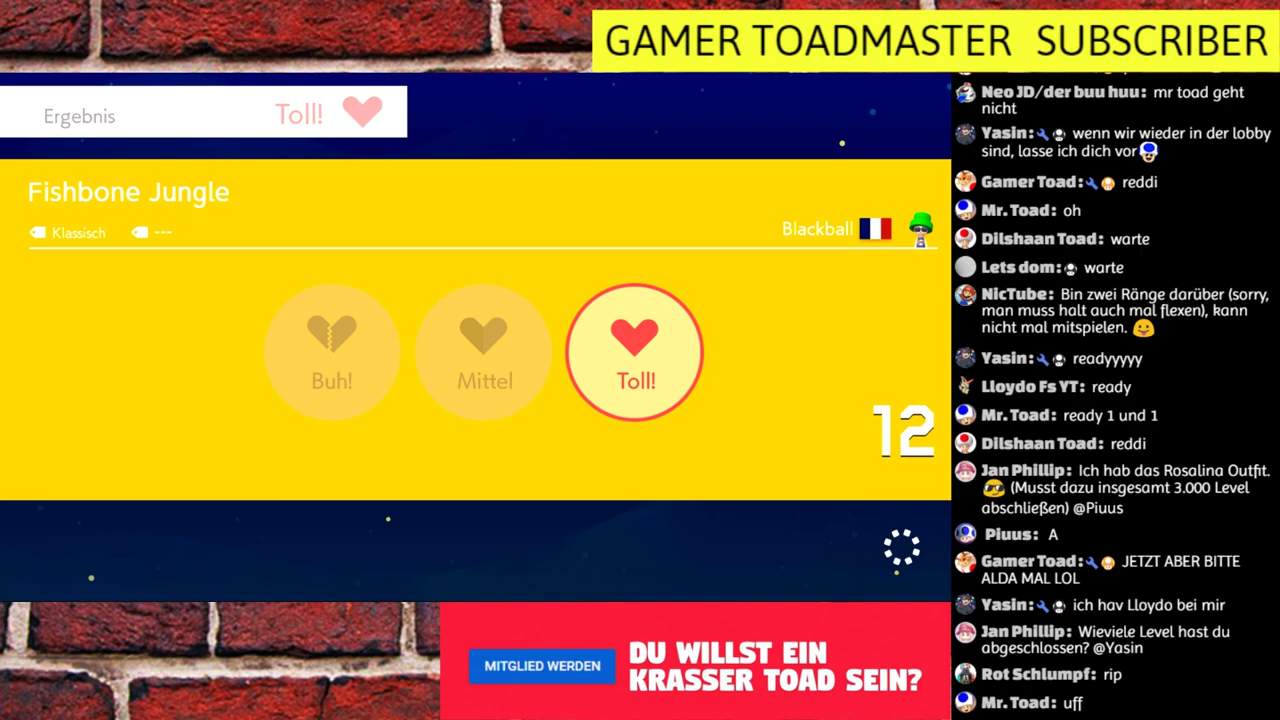 GAMER TOADMASTER SUBSCRIBER
Ergebnis
Toll!
Fishbone Jungle
Klassisch
---
Blackball
Buh!
Mittel
Toll!
12
MITGLIED WERDEN
DU WILLST EIN
KRASSER TOAD SEIN?
Neo JD/der buu huu: mr toad geht
nicht
Yasin: wenn wir wieder in der lobby
sind, lasse ich dich vor
Gamer Toad: reddi
Mr. Toad: oh
Dilshaan Toad: warte
Lets dom: warte
NicTube: Bin zwei Ränge darüber (sorry,
man muss halt auch mal flexen), kann
nicht mal mitspielen.
Yasin: readyyyyy
Lloydo Fs YT: ready
Mr. Toad: ready 1 und 1
Dilshaan Toad: reddi
Jan Phillip: Ich hab das Rosalina Outfit.
(Musst dazu insgesamt 3.000 Level
abschließen) @Piuus
Piuus: A
Gamer Toad: JETZT ABER BITTE
ALDA MAL LOL
Yasin: ich hav Lloydo bei mir
Jan Phillip: Wieviele Level hast du
abgeschlossen? @Yasin
Rot Schlumpf: rip
Mr. Toad: uff